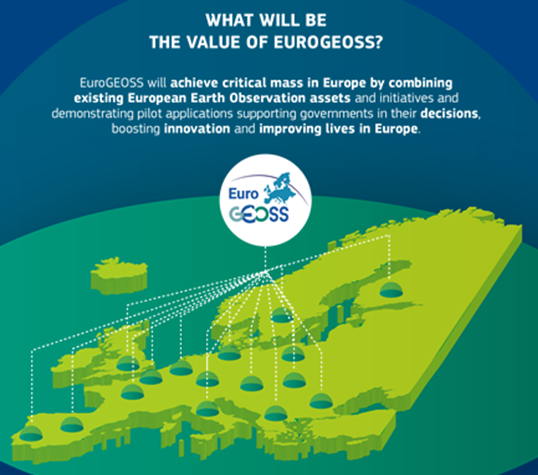 WHAT WILL BE
THE VALUE OF EUROGEOSS?
EuroGEOSS will achieve critical mass in Europe by combining
existing European Earth Observation assets and initiatives and
demonstrating pilot applications supporting governments in their decisions,
boosting innovation and improving lives in Europe.
Euro
GEOSS